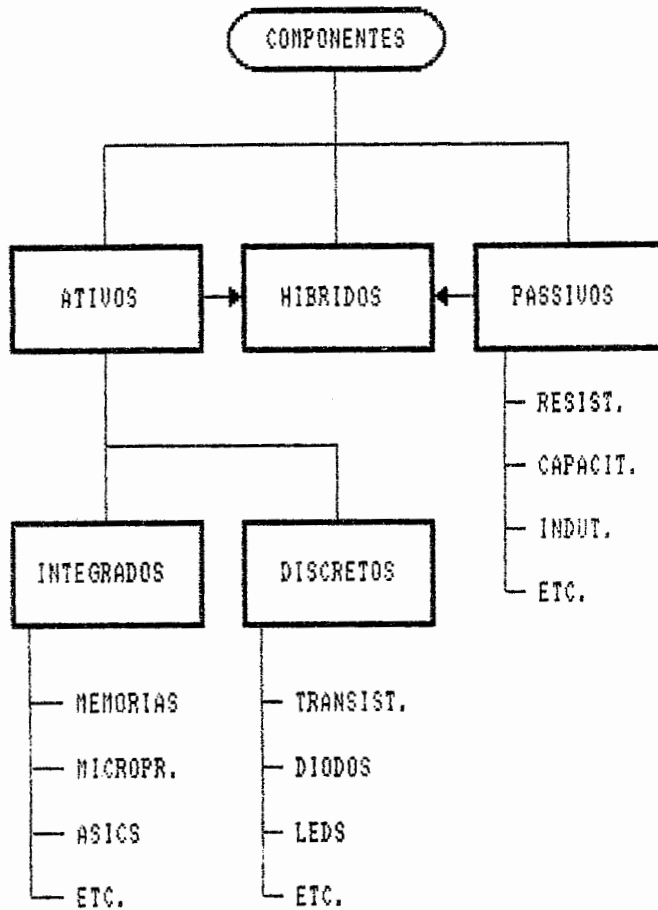 COMPONENTES
ATIVOS
HIBRIDOS
PASSIVOS
RESIST.
CAPACIT.
INDUT.
ETC.
INTEGRADOS
DISCRETOS
MEMORIAS
MICROPR.
ASICS
ETC.
TRANSIST.
DIODOS
LEDS
ETC.